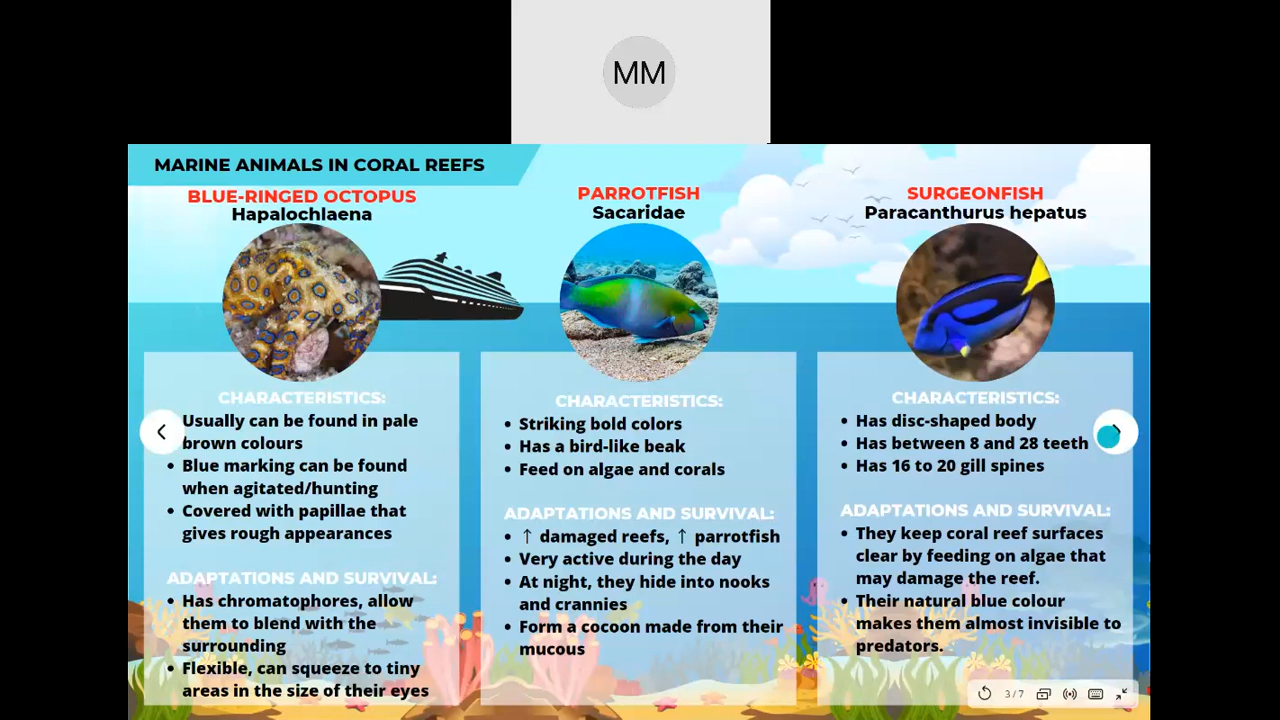 MM
MARINE ANIMALS IN CORAL REEFS
BLUE-RINGED OCTOPUS
Hapalochlaena
CHARACTERISTICS:
• Usually can be found in pale
brown colours
• Blue marking can be found
when agitated/hunting
• Covered with papillae that
gives rough appearances
ADAPTATIONS AND SURVIVAL:
• Has chromatophores, allow
them to blend with the
surrounding
• Flexible, can squeeze to tiny
areas in the size of their eyes
PARROTFISH
Sacaridae
CHARACTERISTICS:
• Striking bold colors
• Has a bird-like beak
• Feed on algae and corals
ADAPTATIONS AND SURVIVAL:
• ↑ damaged reefs, ↑ parrotfish
• Very active during the day
• At night, they hide into nooks
and crannies
• Form a cocoon made from their
mucous
SURGEONFISH
Paracanthurus hepatus
CHARACTERISTICS:
• Has disc-shaped body
• Has between 8 and 28 teeth
• Has 16 to 20 gill spines
ADAPTATIONS AND SURVIVAL:
• They keep coral reef surfaces
clear by feeding on algae that
may damage the reef.
• Their natural blue colour
makes them almost invisible to
predators.
3/7